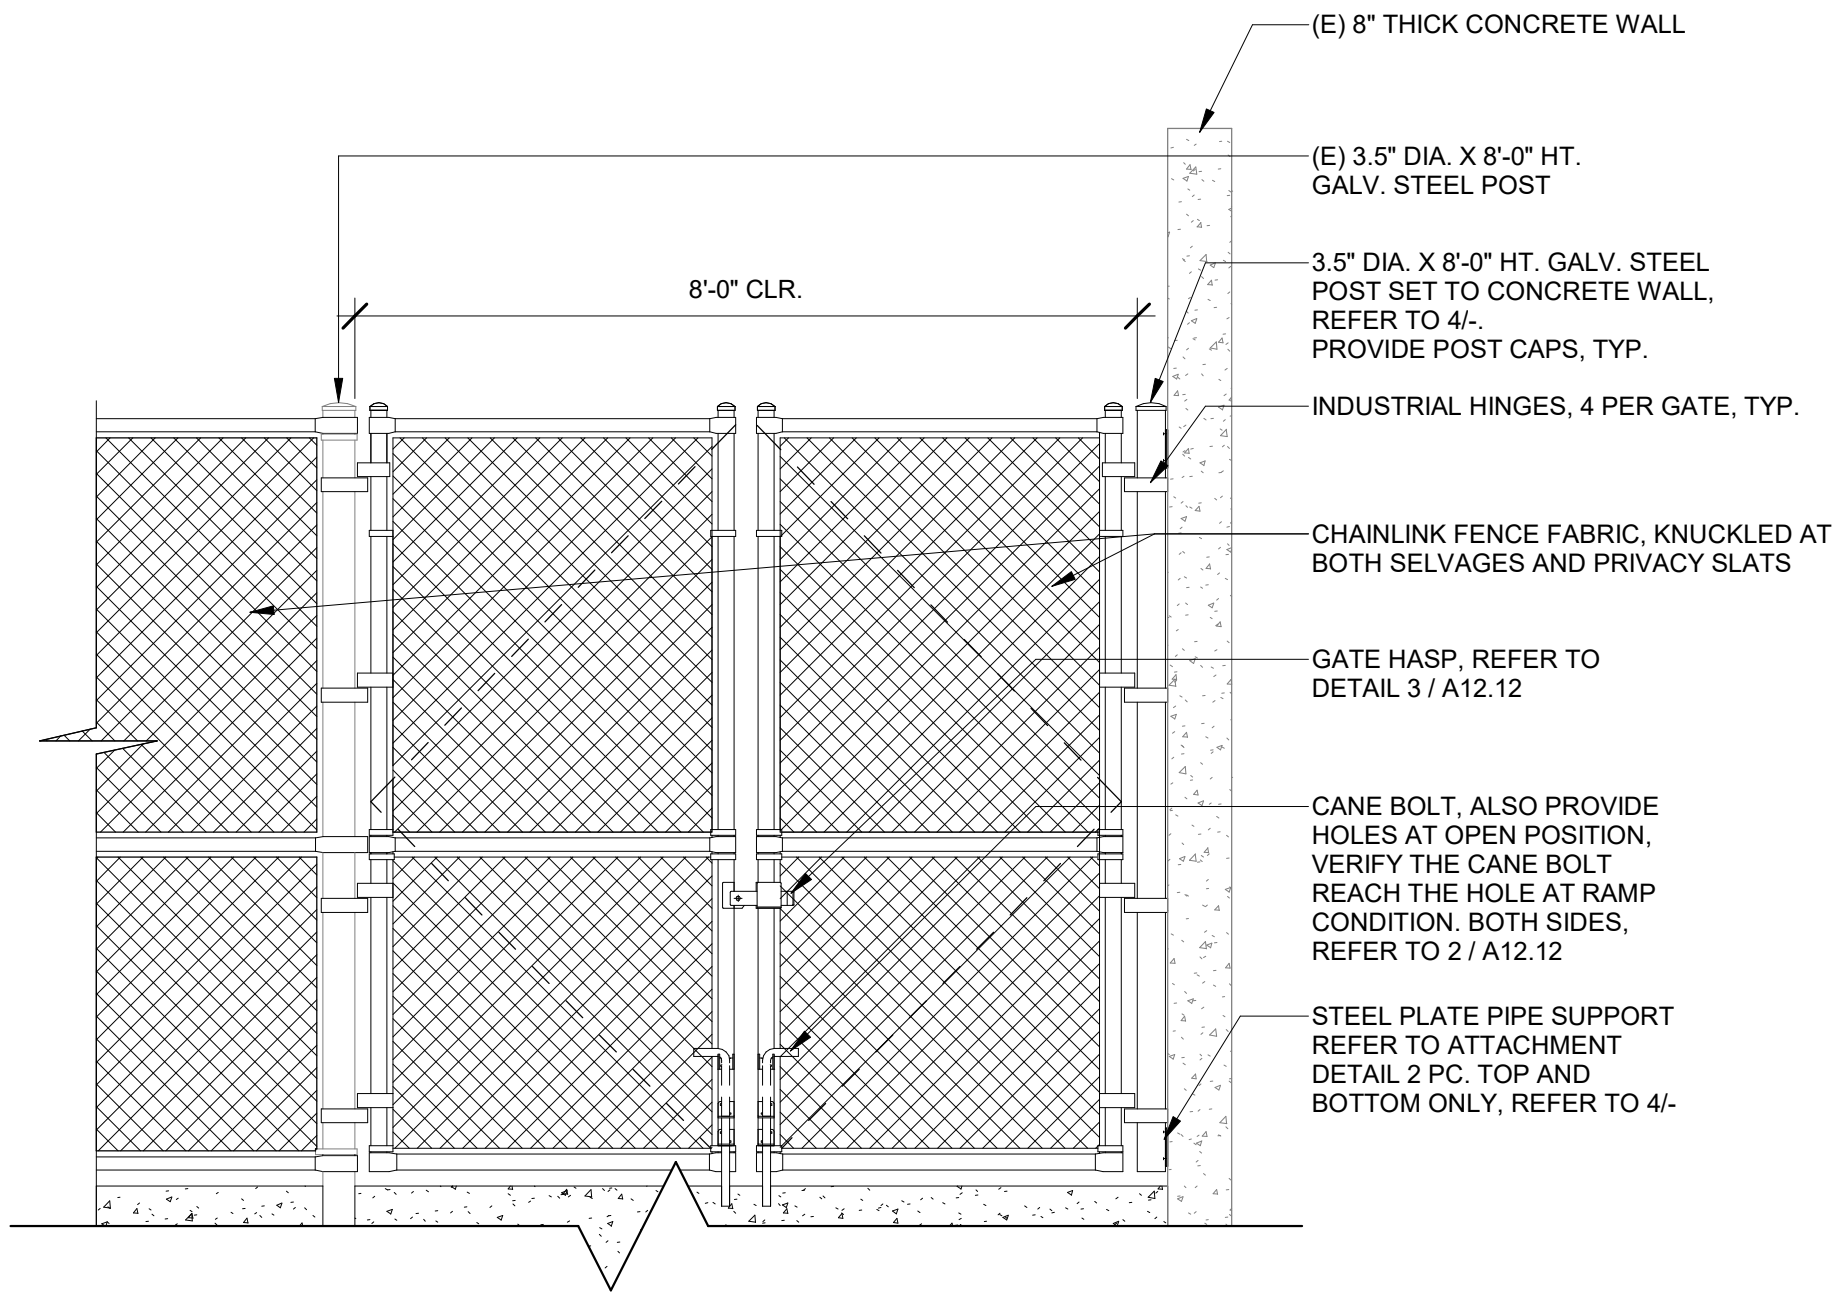 (E) 8" THICK CONCRETE WALL
(E) 3.5" DIA. X 8'-0" HT.
GALV. STEEL POST
3.5" DIA. X 8'-0" HT. GALV. STEEL
POST SET TO CONCRETE WALL,
REFER TO 4/-.
PROVIDE POST CAPS, TYP.
8'-0" CLR.
INDUSTRIAL HINGES, 4 PER GATE, TYP.
CHAINLINK FENCE FABRIC, KNUCKLED AT
BOTH SELVAGES AND PRIVACY SLATS
GATE HASP, REFER TO
DETAIL 3 / A12.12
CANE BOLT, ALSO PROVIDE
HOLES AT OPEN POSITION,
VERIFY THE CANE BOLT
REACH THE HOLE AT RAMP
CONDITION. BOTH SIDES,
REFER TO 2 / A12.12
STEEL PLATE PIPE SUPPORT
REFER TO ATTACHMENT
DETAIL 2 PC. TOP AND
BOTTOM ONLY, REFER TO 4/-